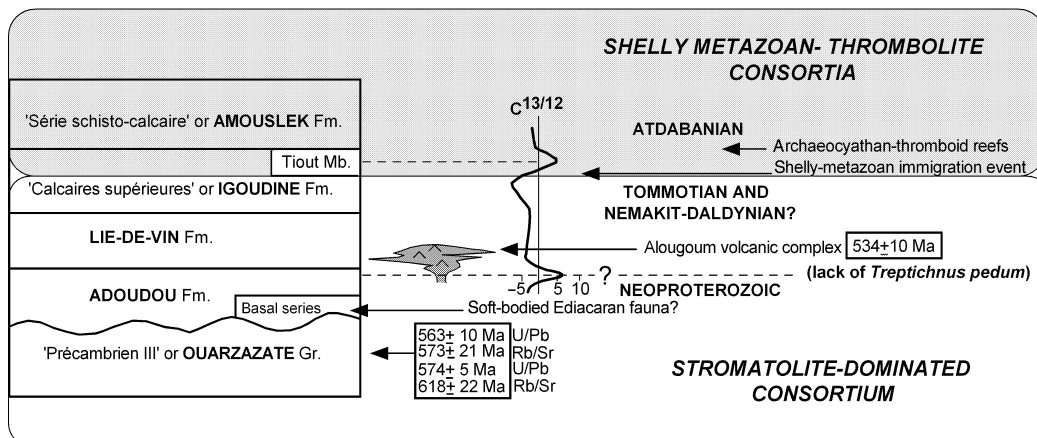 SHELLY METAZOAN- THROMBOLITE
CONSORTIA
C13/12
'Série schisto-calcaire' or AMOUSLEK Fm.
ATDABANIAN
Archaeocyathan-thromboid reefs
Tiout Mb.
Shelly-metazoan immigration event
'Calcaires supérieures' or IGOUDINE Fm.
TOMMOTIAN AND
NEMAKIT-DALDYNIAN?
LIE-DE-VIN Fm.
Alougoum volcanic complex 534±10 Ma
(lack of Treptichnus pedum)
-5 5 10 ?
NEOPROTEROZOIC
ADOUDOU Fm.
Basal series
Soft-bodied Ediacaran fauna?
563± 10 Ma U/Pb
573± 21 Ma Rb/Sr
574± 5 Ma U/Pb
618± 22 Ma Rb/Sr
'Précambrien III' or OUARZAZATE Gr.
STROMATOLITE-DOMINATED
CONSORTIUM